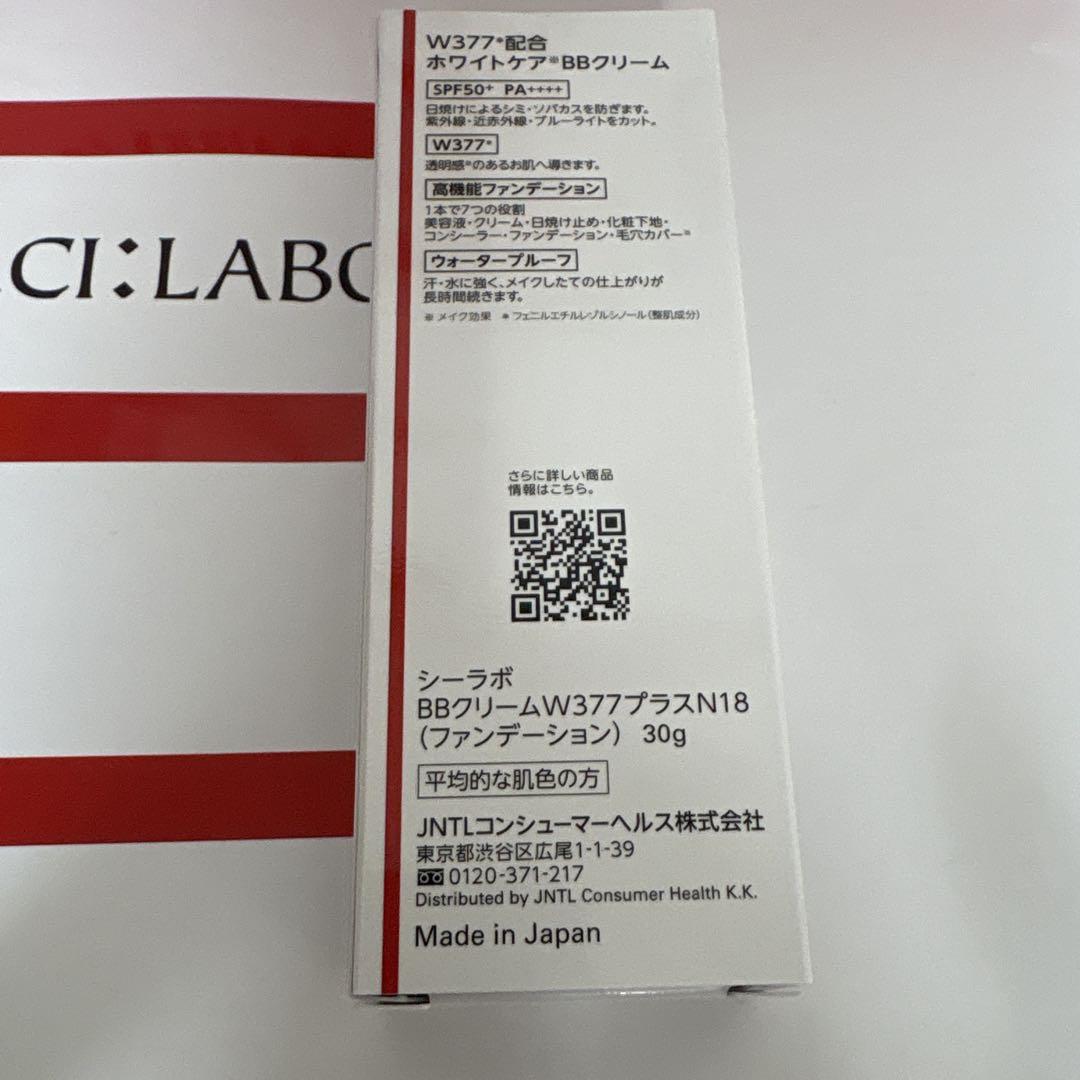 W377*配合
ホワイトケア※BBクリーム
SPF50+ PA++++
日焼けによるシミ・ソバカスを防ぎます。
紫外線・近赤外線・ブルーライトをカット。
W377*
透明感※のあるお肌へ導きます。
高機能ファンデーション
1本で7つの役割
美容液・クリーム・日焼け止め・化粧下地・
コンシーラー・ファンデーション・毛穴カバー※
ウォータープルーフ
汗・水に強く、メイクしたての仕上がりが
長時間続きます。
※ メイク効果 * フェニルエチルレゾルシノール(整肌成分)
CI:LABO
さらに詳しい商品
情報はこちら。
シーラボ
BBクリームW377プラスN18
(ファンデーション) 30g
平均的な肌色の方
JNTLコンシューマーヘルス株式会社
東京都渋谷区広尾1-1-39
0120-371-217
Distributed by JNTL Consumer Health K.K.
Made in Japan